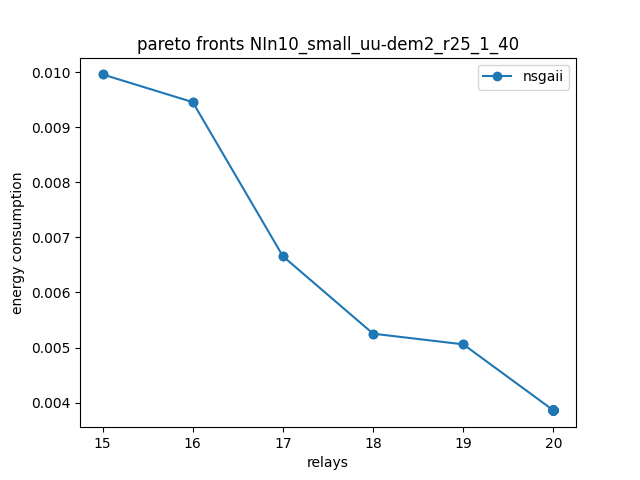 pareto fronts NIn10_small_uu-dem2_r25_1_40
nsgaii
0.010
0.009
0.008
0.007
0.006
0.005
0.004
energy consumption
15 16 17 18 19 20
relays